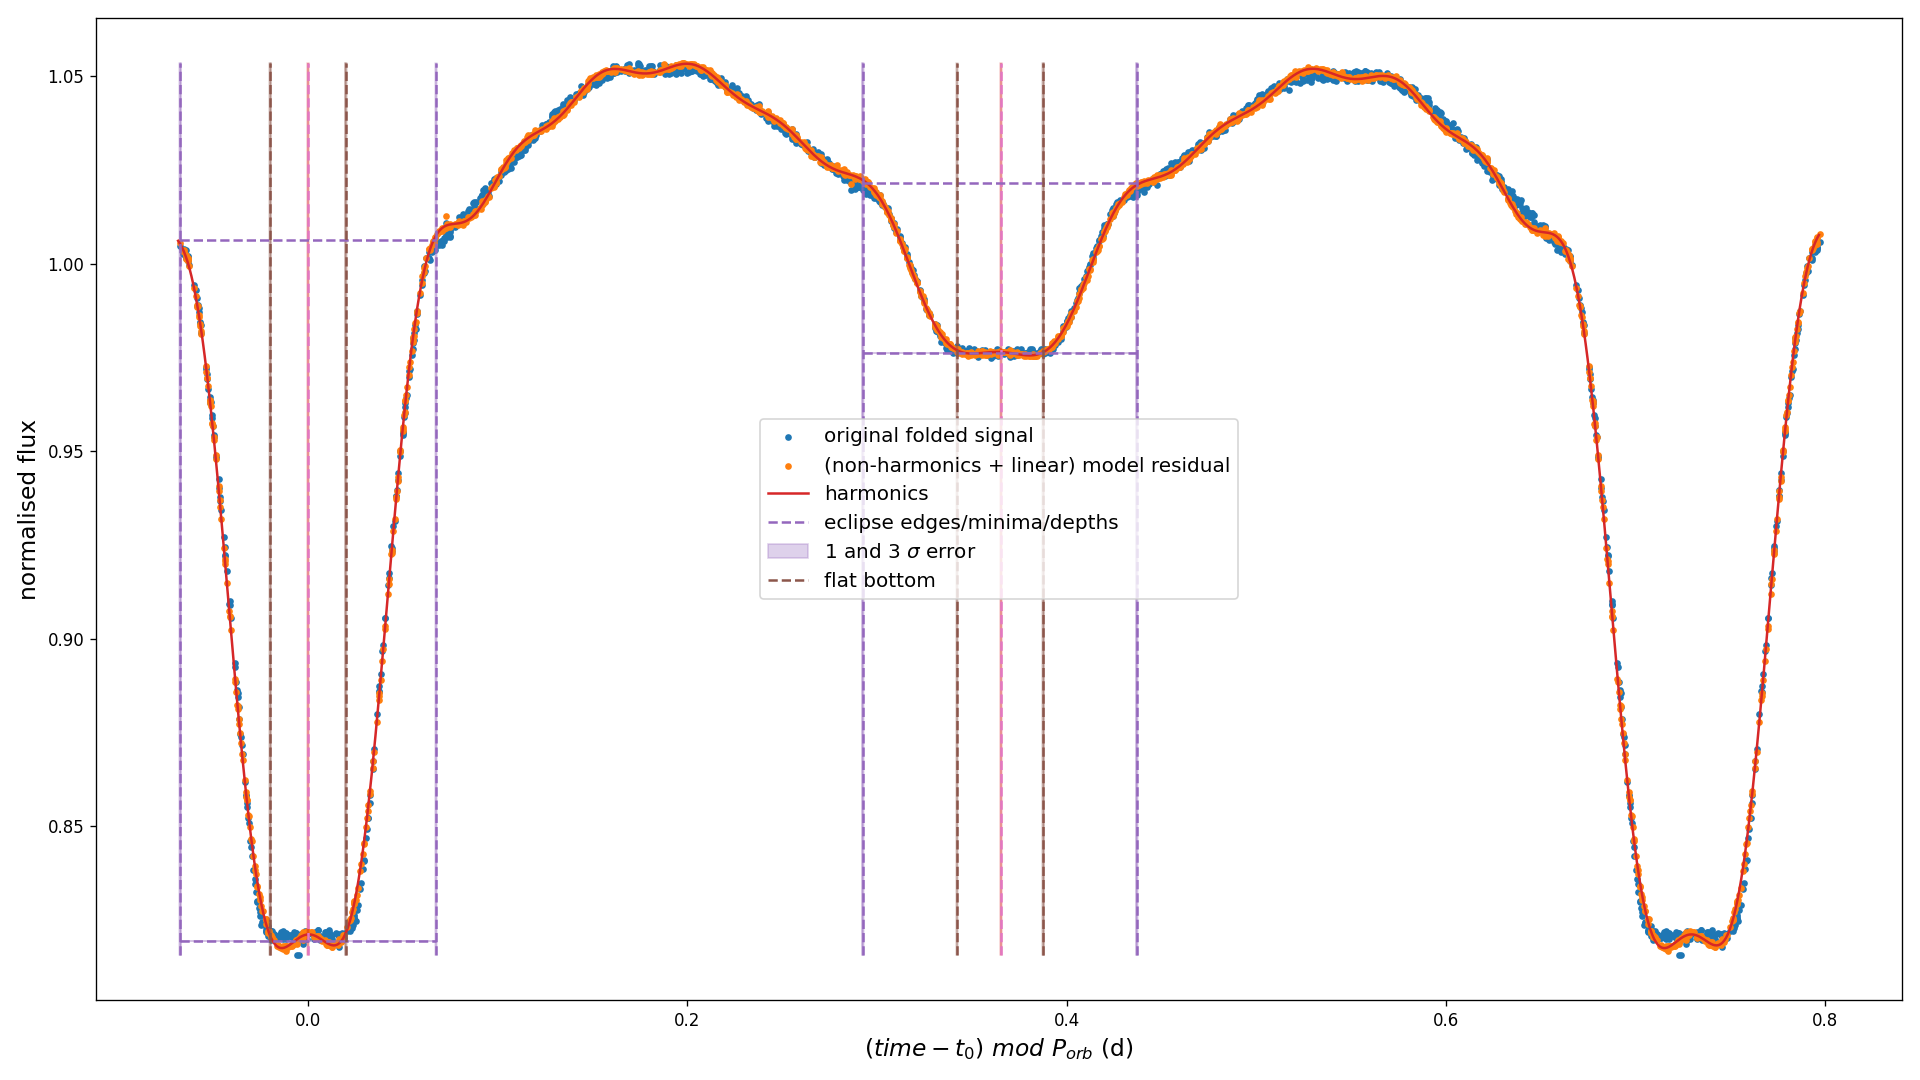 normalised flux
1.05
1.00
0.95
0.90
0.85
original folded signal
(non-harmonics + linear) model residual
harmonics
eclipse edges/minima/depths
1 and 3 σ error
flat bottom
0.0 0.2 0.4 0.6 0.8
(time − t₀) mod Pₒᵣᵦ (d)